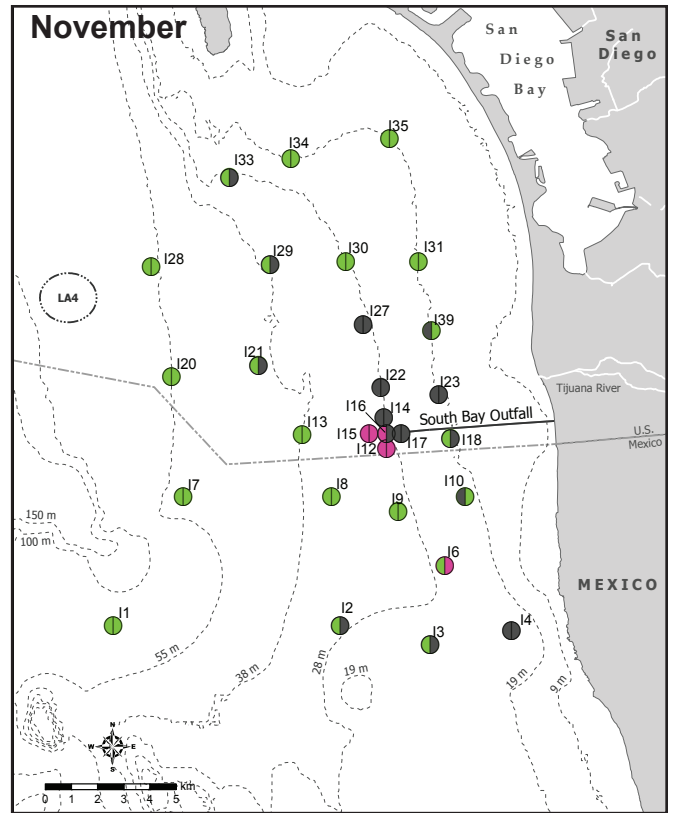 November
San
Diego
Bay
San
Diego
I35
I34
I33
I28
I29
I30
I31
LA4
I27
I39
I21
I20
I22
I23
Tijuana River
I16
I14
South Bay Outfall
I13
I15
I17
I18
U.S.
Mexico
I12
I7
I8
I9
I10
150 m
100 m
I6
MEXICO
I1
I2
I3
I4
55 m
38 m
28 m
19 m
19 m
9 m
N
W
E
S
km
0 1 2 3 4 5